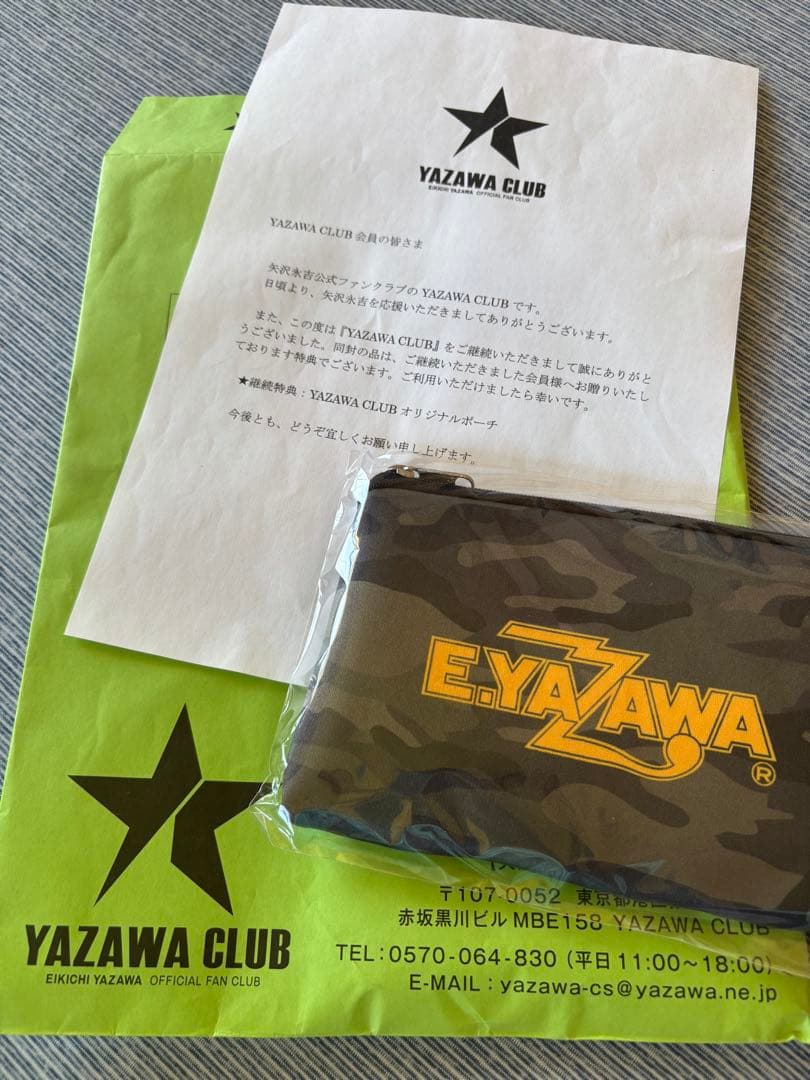 YAZAWA CLUB
EIKICHI YAZAWA OFFICIAL FAN CLUB
YAZAWA CLUB 会員の皆さま
矢沢永吉公式ファンクラブの YAZAWA CLUB です。
日頃より、矢沢永吉を応援いただきましてありがとうございます。
また、この度は『YAZAWA CLUB』をご継続いただきまして誠にありがと
うございました。同封の品は、ご継続いただきました会員様へお贈りいたし
ております特典でございます。ご利用いただけましたら幸いです。
★継続特典：YAZAWA CLUB オリジナルポーチ
今後とも、どうぞ宜しくお願い申し上げます。
E.YAZAWA
®
YAZAWA CLUB
EIKICHI YAZAWA OFFICIAL FAN CLUB
〒107-0052 東京都港区
赤坂黒川ビル MBE158 YAZAWA CLUB
TEL：0570-064-830（平日11:00～18:00）
E-MAIL：yazawa-cs@yazawa.ne.jp